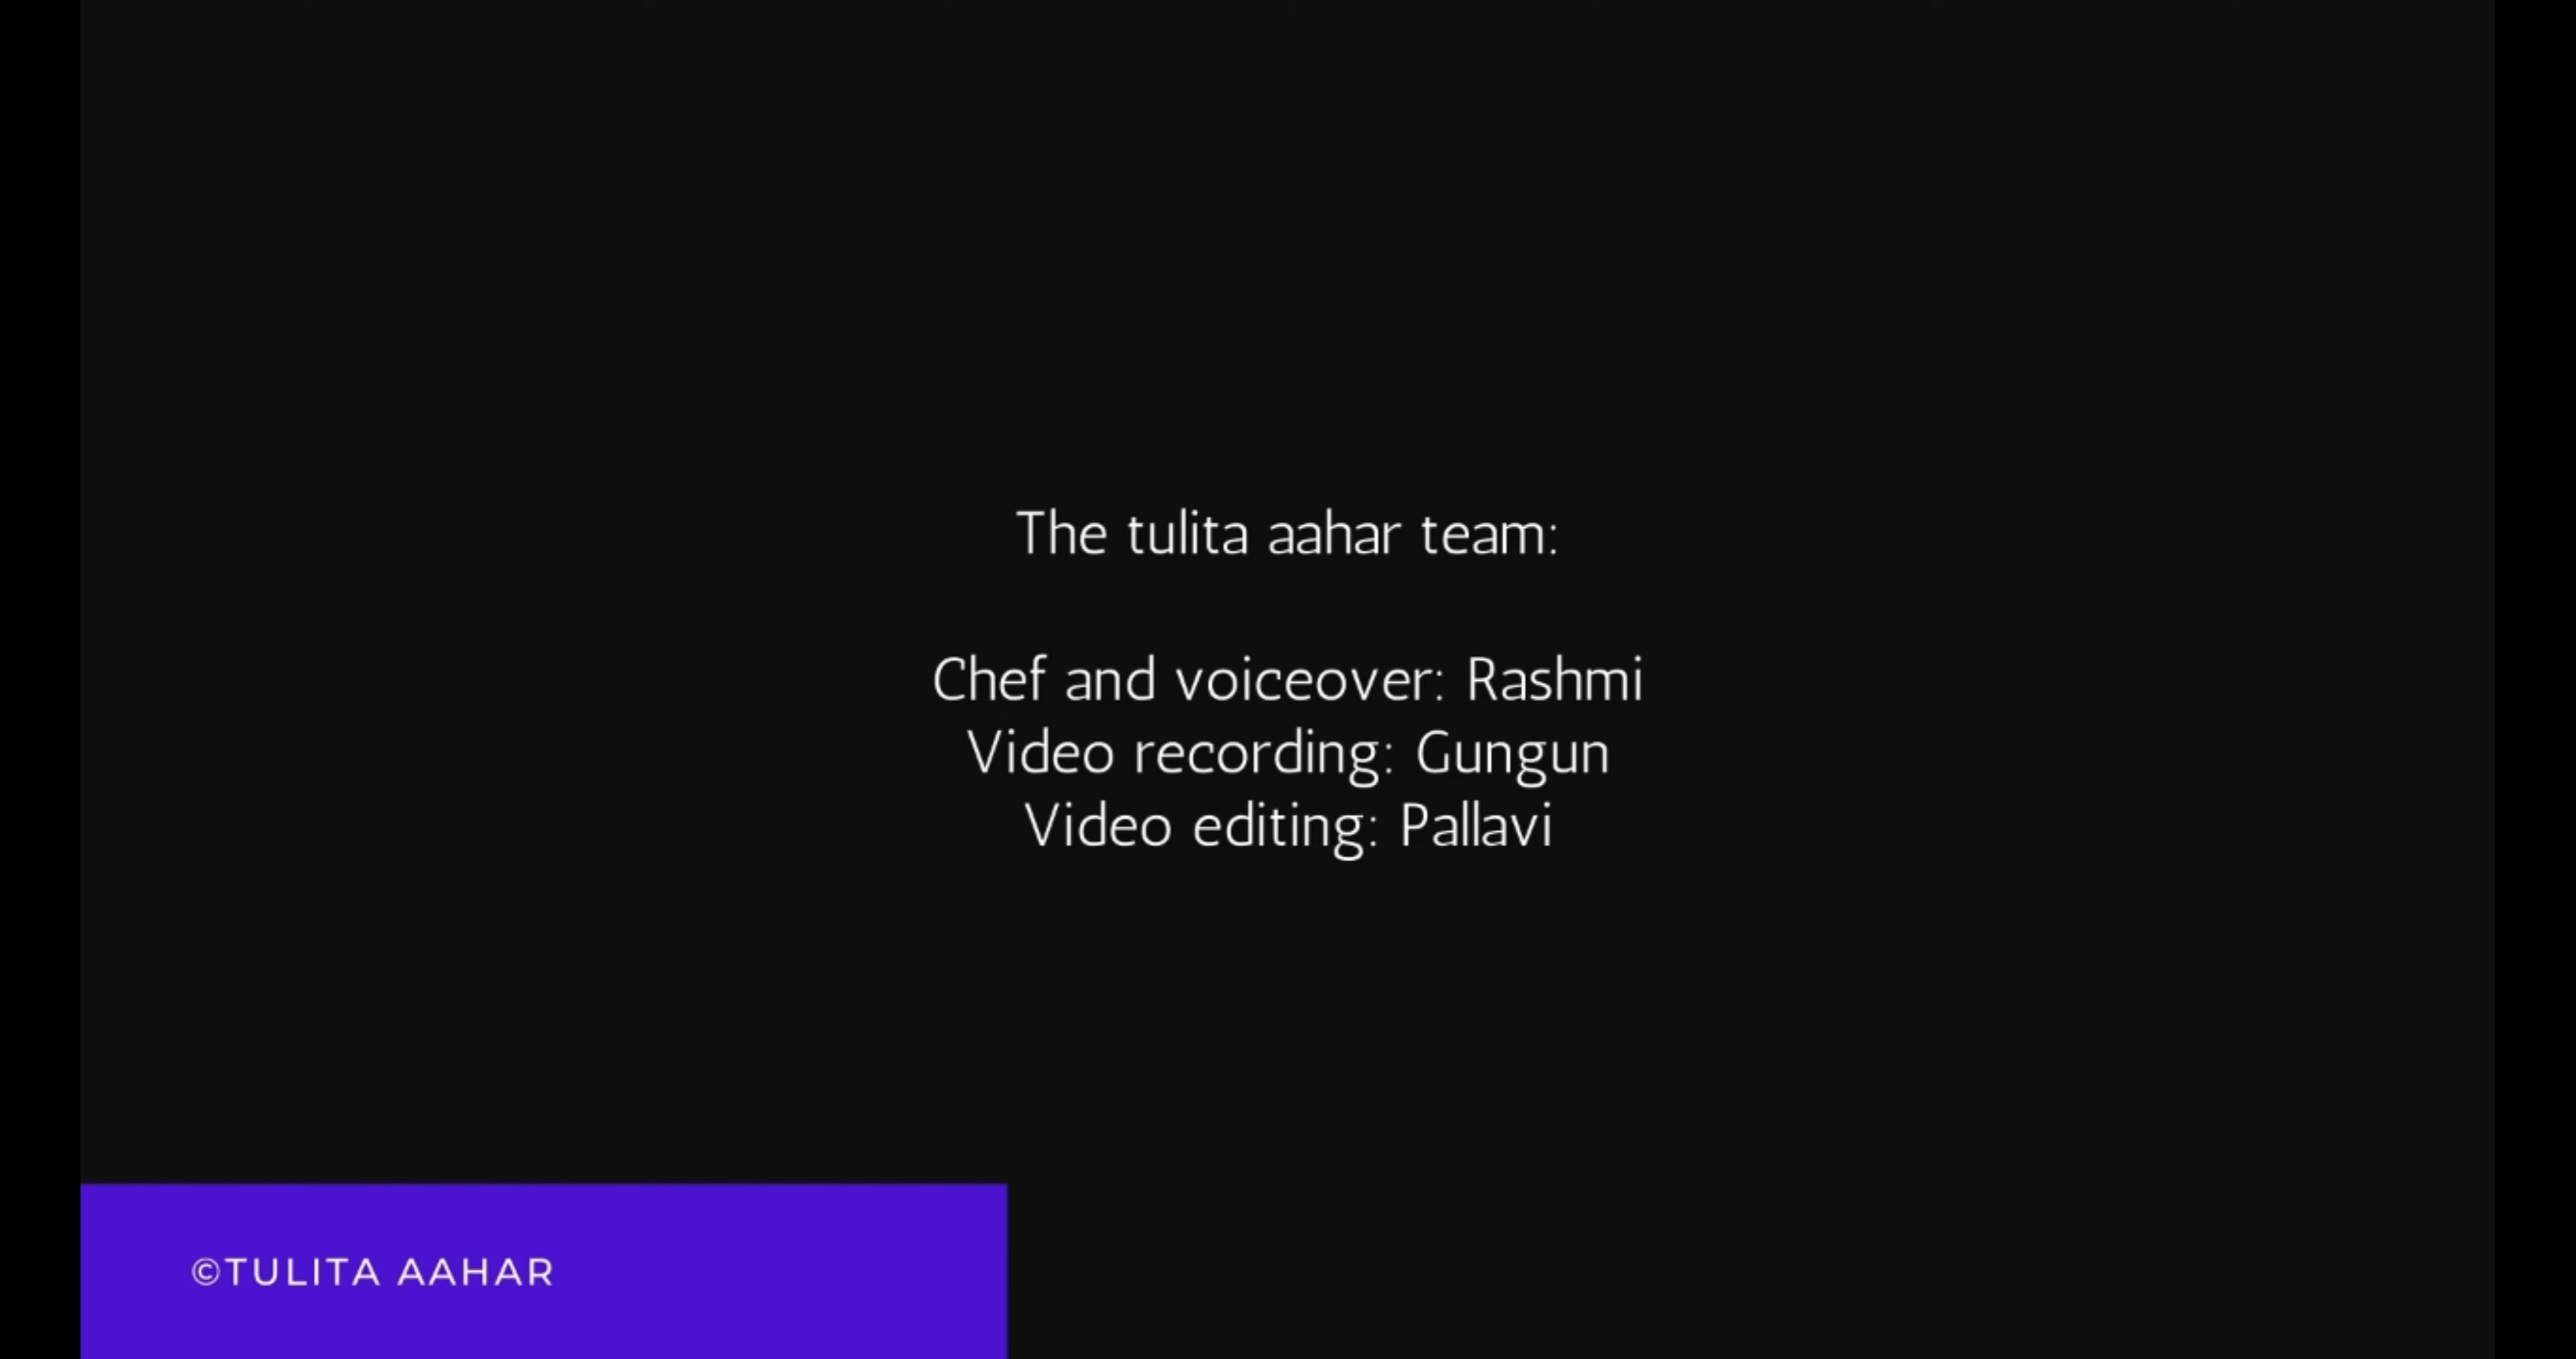 The tulita aahar team:
Chef and voiceover: Rashmi
Video recording: Gungun
Video editing: Pallavi
©TULITA AAHAR